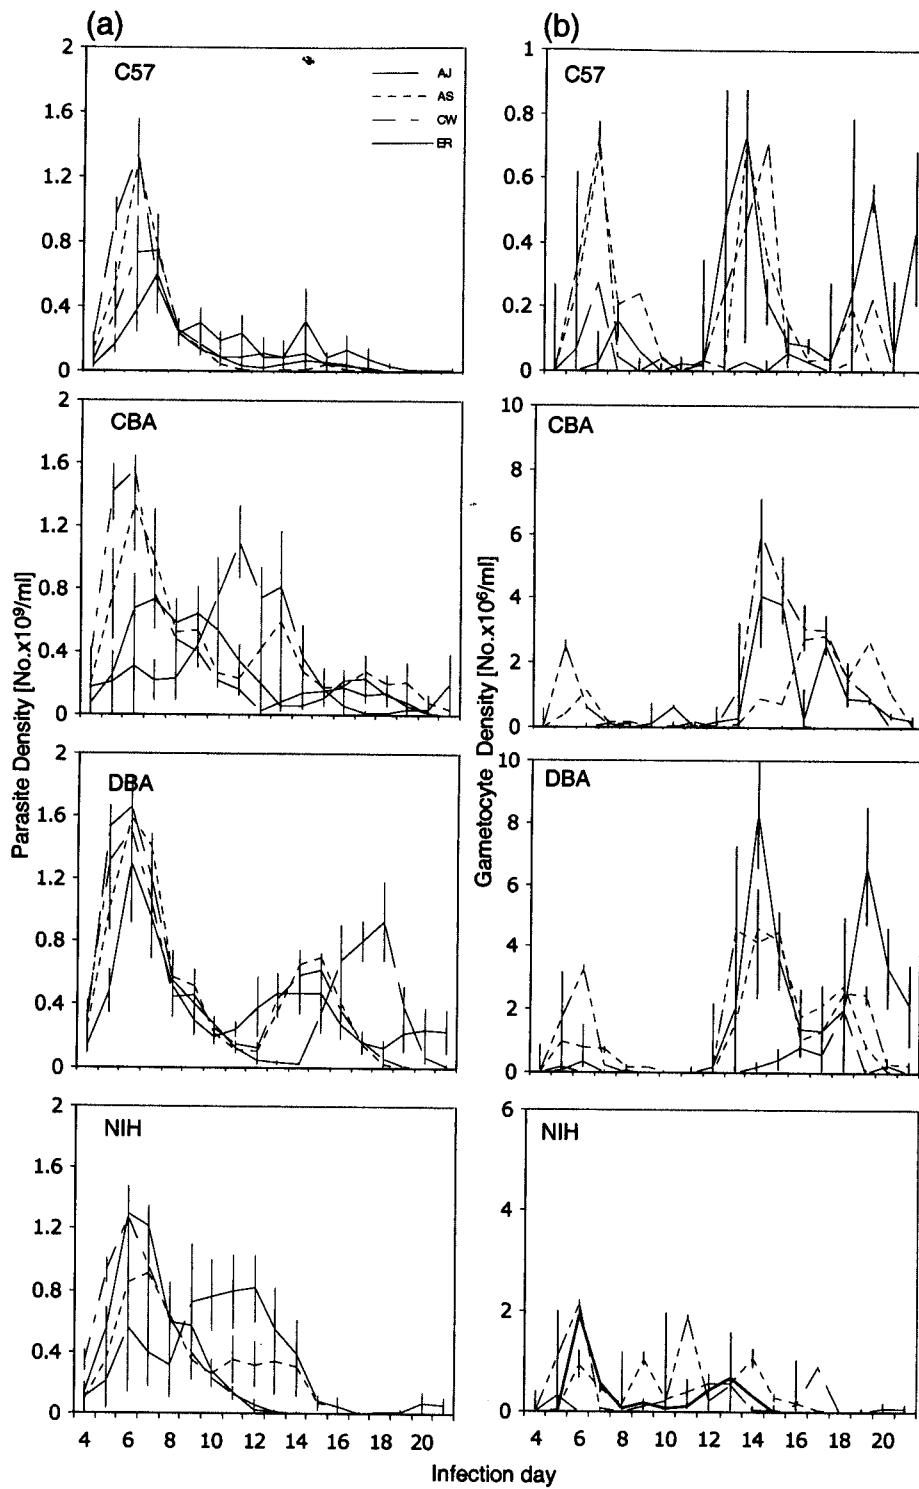 (a)
(b)
C57
AJ
AS
CW
ER
2
1.6
1.2
0.8
0.4
0
C57
1
0.8
0.6
0.4
0.2
0
CBA
2
1.6
1.2
0.8
0.4
0
CBA
10
8
6
4
2
0
DBA
2
1.6
1.2
0.8
0.4
0
DBA
10
8
6
4
2
0
NIH
2
1.6
1.2
0.8
0.4
0
4 6 8 10 12 14 16 18 20
NIH
6
4
2
0
4 6 8 10 12 14 16 18 20
Parasite Density [No.x10⁹/ml]
Gametocyte Density [No.x10⁶/ml]
Infection day